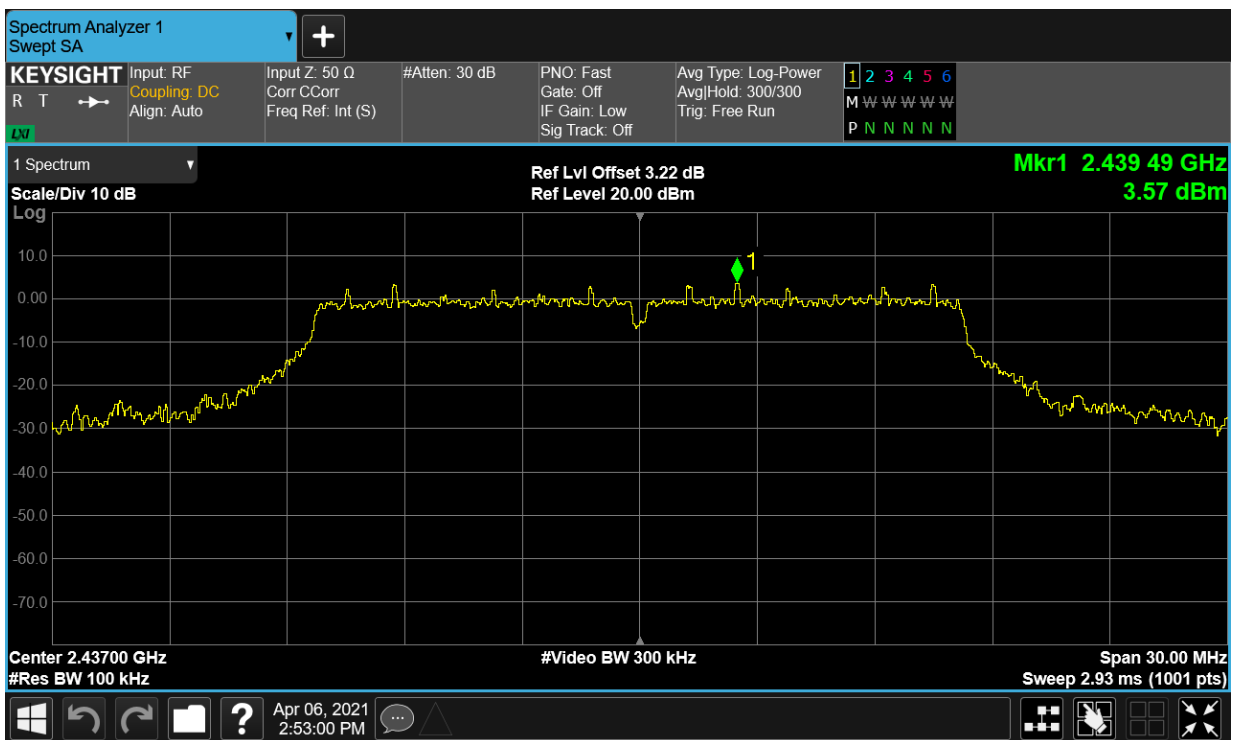 Spectrum Analyzer 1
Swept SA
KEYSIGHT
R T
LXI
Input: RF
Coupling: DC
Align: Auto
Input Z: 50 Ω
Corr CCorr
Freq Ref: Int (S)
#Atten: 30 dB
PNO: Fast
Gate: Off
IF Gain: Low
Sig Track: Off
Avg Type: Log-Power
Avg|Hold: 300/300
Trig: Free Run
1 2 3 4 5 6
M W W W W W
P N N N N N
1 Spectrum
Scale/Div 10 dB
Ref Lvl Offset 3.22 dB
Ref Level 20.00 dBm
Mkr1 2.439 49 GHz
3.57 dBm
Log
1
10.0
0.00
-10.0
-20.0
-30.0
-40.0
-50.0
-60.0
-70.0
Center 2.43700 GHz
#Res BW 100 kHz
#Video BW 300 kHz
Span 30.00 MHz
Sweep 2.93 ms (1001 pts)
?
Apr 06, 2021
2:53:00 PM